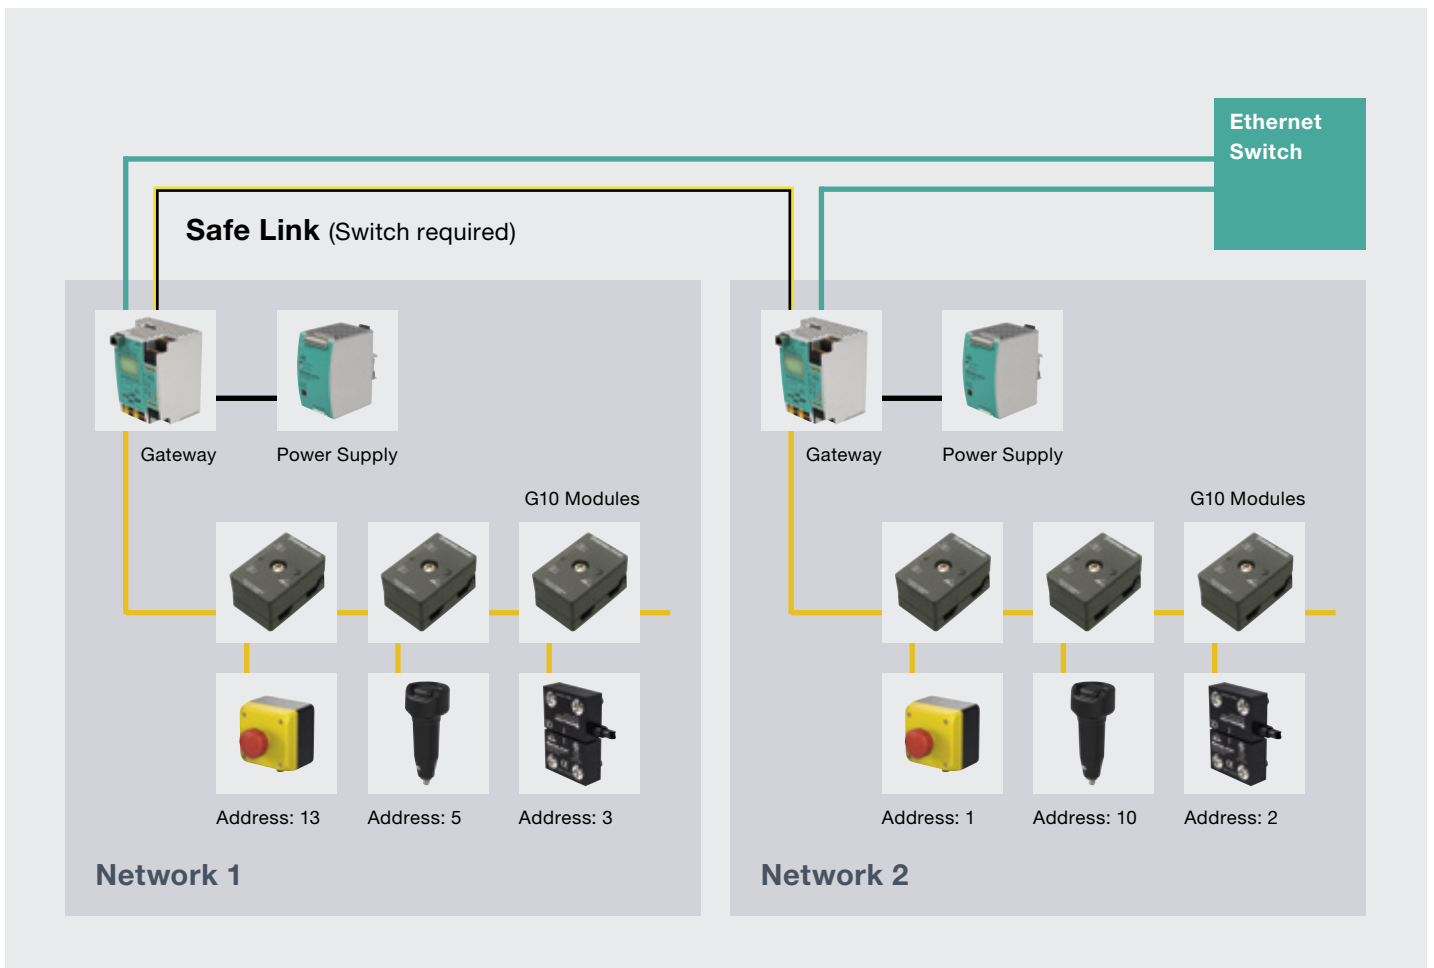 Ethernet
Switch
Safe Link (Switch required)
Gateway
Power Supply
Gateway
Power Supply
G10 Modules
G10 Modules
Address: 13
Address: 5
Address: 3
Address: 1
Address: 10
Address: 2
Network 1
Network 2